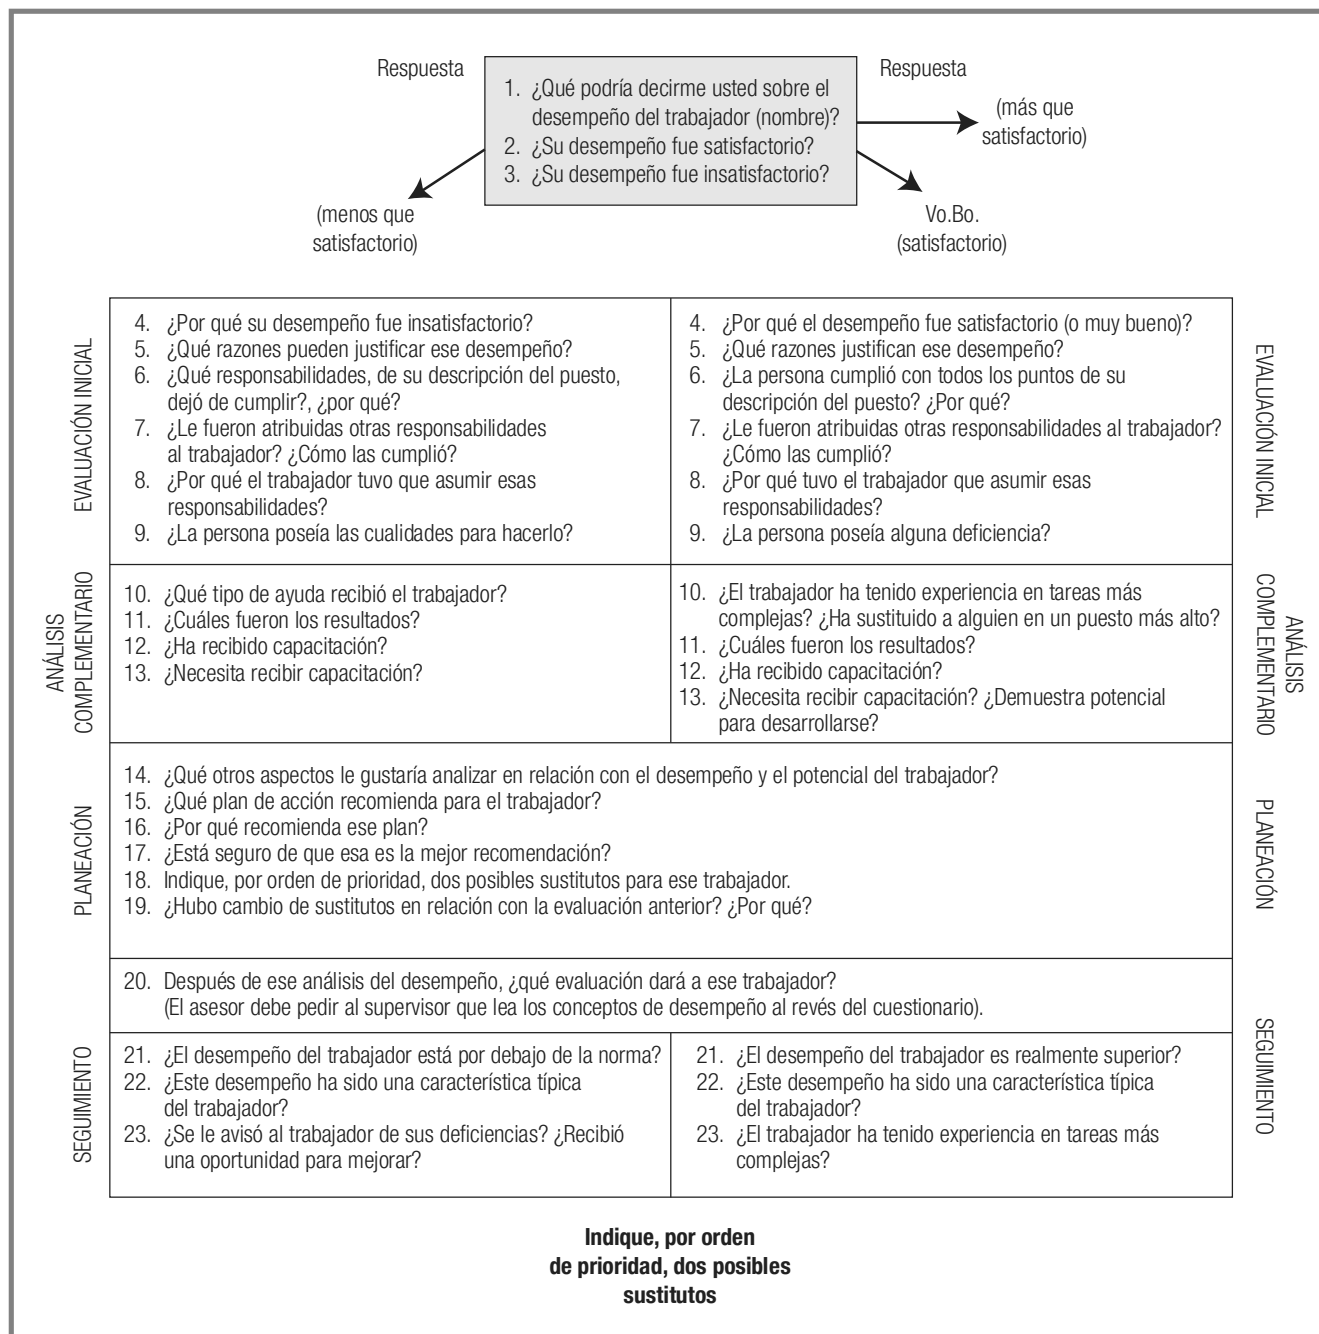 Respuesta
1. ¿Qué podría decirme usted sobre el
desempeño del trabajador (nombre)?
2. ¿Su desempeño fue satisfactorio?
3. ¿Su desempeño fue insatisfactorio?
Respuesta
(más que
satisfactorio)
(menos que
satisfactorio)
Vo.Bo.
(satisfactorio)
EVALUACIÓN INICIAL
4. ¿Por qué su desempeño fue insatisfactorio?
5. ¿Qué razones pueden justificar ese desempeño?
6. ¿Qué responsabilidades, de su descripción del puesto,
dejó de cumplir?, ¿por qué?
7. ¿Le fueron atribuidas otras responsabilidades
al trabajador? ¿Cómo las cumplió?
8. ¿Por qué el trabajador tuvo que asumir esas
responsabilidades?
9. ¿La persona poseía las cualidades para hacerlo?
4. ¿Por qué el desempeño fue satisfactorio (o muy bueno)?
5. ¿Qué razones justifican ese desempeño?
6. ¿La persona cumplió con todos los puntos de su
descripción del puesto? ¿Por qué?
7. ¿Le fueron atribuidas otras responsabilidades al trabajador?
¿Cómo las cumplió?
8. ¿Por qué tuvo el trabajador que asumir esas
responsabilidades?
9. ¿La persona poseía alguna deficiencia?
EVALUACIÓN INICIAL
ANÁLISIS
COMPLEMENTARIO
10. ¿Qué tipo de ayuda recibió el trabajador?
11. ¿Cuáles fueron los resultados?
12. ¿Ha recibido capacitación?
13. ¿Necesita recibir capacitación?
10. ¿El trabajador ha tenido experiencia en tareas más
complejas? ¿Ha sustituido a alguien en un puesto más alto?
11. ¿Cuáles fueron los resultados?
12. ¿Ha recibido capacitación?
13. ¿Necesita recibir capacitación? ¿Demuestra potencial
para desarrollarse?
ANÁLISIS
COMPLEMENTARIO
PLANEACIÓN
14. ¿Qué otros aspectos le gustaría analizar en relación con el desempeño y el potencial del trabajador?
15. ¿Qué plan de acción recomienda para el trabajador?
16. ¿Por qué recomienda ese plan?
17. ¿Está seguro de que esa es la mejor recomendación?
18. Indique, por orden de prioridad, dos posibles sustitutos para ese trabajador.
19. ¿Hubo cambio de sustitutos en relación con la evaluación anterior? ¿Por qué?
PLANEACIÓN
20. Después de ese análisis del desempeño, ¿qué evaluación dará a ese trabajador?
(El asesor debe pedir al supervisor que lea los conceptos de desempeño al revés del cuestionario).
SEGUIMIENTO
21. ¿El desempeño del trabajador está por debajo de la norma?
22. ¿Este desempeño ha sido una característica típica
del trabajador?
23. ¿Se le avisó al trabajador de sus deficiencias? ¿Recibió
una oportunidad para mejorar?
21. ¿El desempeño del trabajador es realmente superior?
22. ¿Este desempeño ha sido una característica típica
del trabajador?
23. ¿El trabajador ha tenido experiencia en tareas más
complejas?
SEGUIMIENTO
Indique, por orden
de prioridad, dos posibles
sustitutos